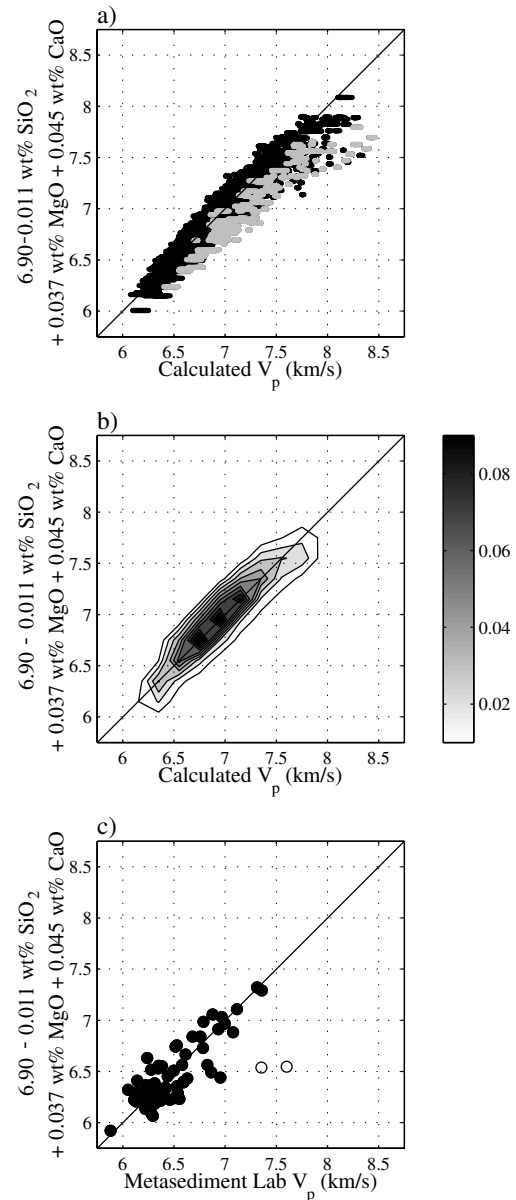 a)
6.90-0.011 wt% SiO2
+ 0.037 wt% MgO + 0.045 wt% CaO
8.5
8
7.5
7
6.5
6
6 6.5 7 7.5 8 8.5
Calculated Vp (km/s)
b)
6.90 - 0.011 wt% SiO2
+ 0.037 wt% MgO + 0.045 wt% CaO
8.5
8
7.5
7
6.5
6
6 6.5 7 7.5 8 8.5
Calculated Vp (km/s)
0.08
0.06
0.04
0.02
c)
6.90 - 0.011 wt% SiO2
+ 0.037 wt% MgO + 0.045 wt% CaO
8.5
8
7.5
7
6.5
6
6 6.5 7 7.5 8 8.5
Metasediment Lab Vp (km/s)